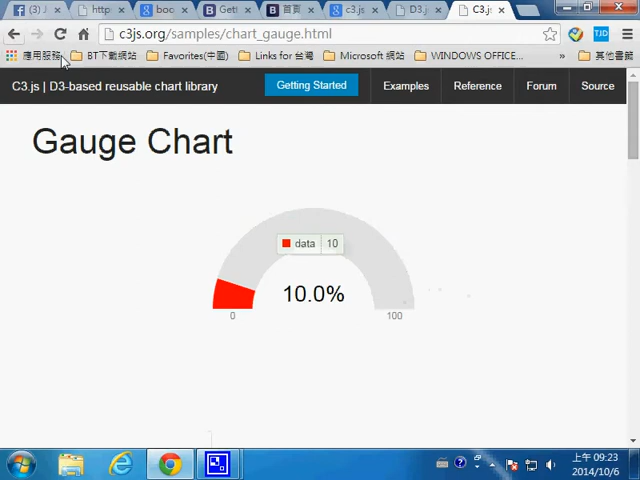 (3) J
http
boo
Getti
首頁
c3.js
D3.j
C3.js
c3js.org/samples/chart_gauge.html
TJD
應用服務
BT下載網站
Favorites(中國)
Links for 台灣
Microsoft 網站
WINDOWS OFFICE...
»
其他書籤
C3.js | D3-based reusable chart library
Getting Started
Examples
Reference
Forum
Source
Gauge Chart
data 10
10.0%
0
100
上午 09:23
2014/10/6